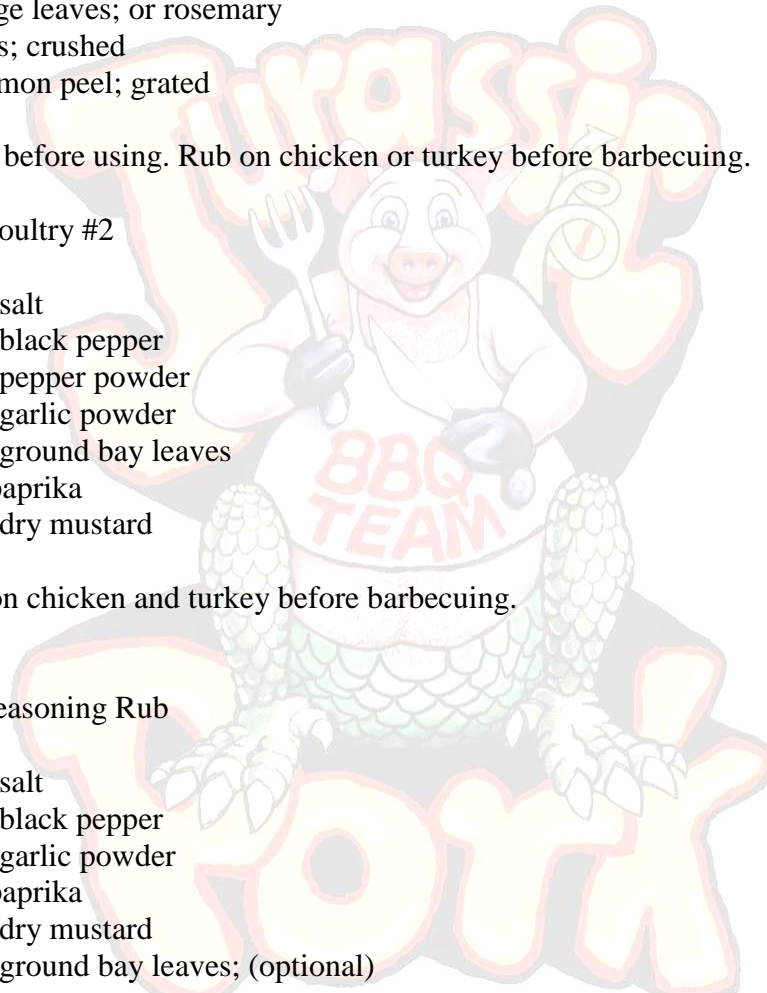 ge leaves; or rosemary
s; crushed
mon peel; grated
before using. Rub on chicken or turkey before barbecuing.
oultry #2
salt
black pepper
pepper powder
garlic powder
ground bay leaves
paprika
dry mustard
on chicken and turkey before barbecuing.
easoning Rub
salt
black pepper
garlic powder
paprika
dry mustard
ground bay leaves; (optional)
Jurassic
BBQ
TEAM
Pork